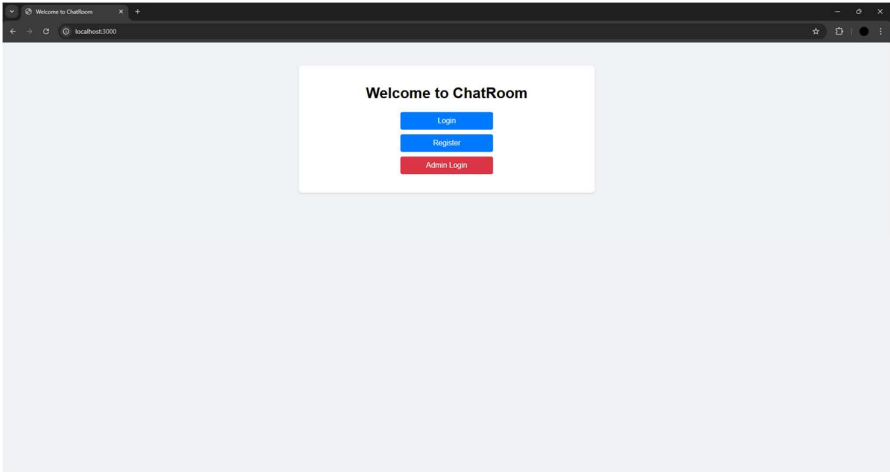 Welcome to ChatRoom
localhost:3000
Welcome to ChatRoom
Login
Register
Admin Login